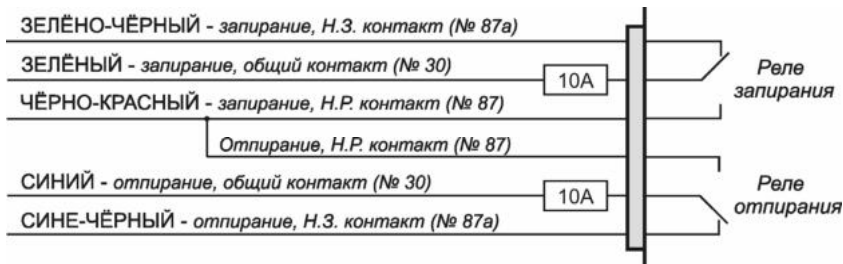 ЗЕЛЁНО-ЧЁРНЫЙ - запирание, Н.З. контакт (№ 87а)
ЗЕЛЁНЫЙ - запирание, общий контакт (№ 30)
10А
Реле
запирания
ЧЁРНО-КРАСНЫЙ - запирание, Н.Р. контакт (№ 87)
Отпирание, Н.Р. контакт (№ 87)
СИНИЙ - отпирание, общий контакт (№ 30)
10А
Реле
отпирания
СИНЕ-ЧЁРНЫЙ - отпирание, Н.З. контакт (№ 87а)